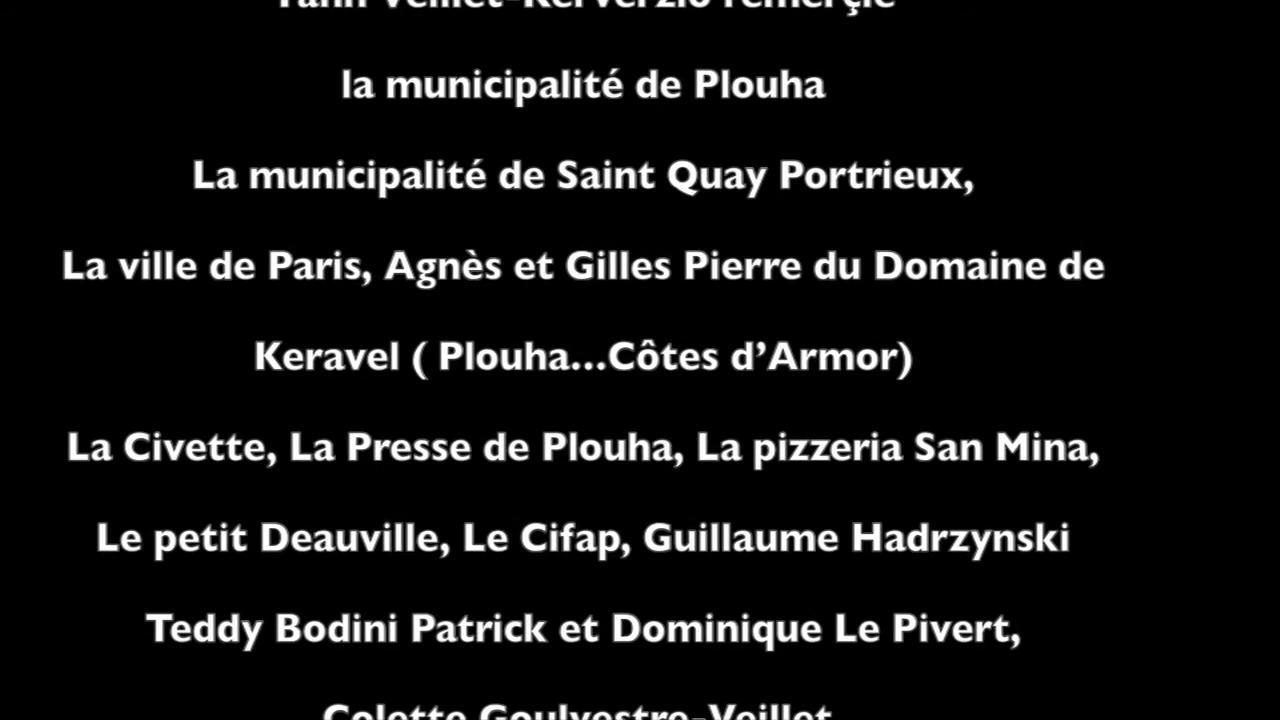 Yann Veillet-Kerverzio remerçie
la municipalité de Plouha
La municipalité de Saint Quay Portrieux,
La ville de Paris, Agnès et Gilles Pierre du Domaine de
Keravel ( Plouha...Côtes d’Armor)
La Civette, La Presse de Plouha, La pizzeria San Mina,
Le petit Deauville, Le Cifap, Guillaume Hadrzynski
Teddy Bodini Patrick et Dominique Le Pivert,
Colette Goulvestre-Veillet